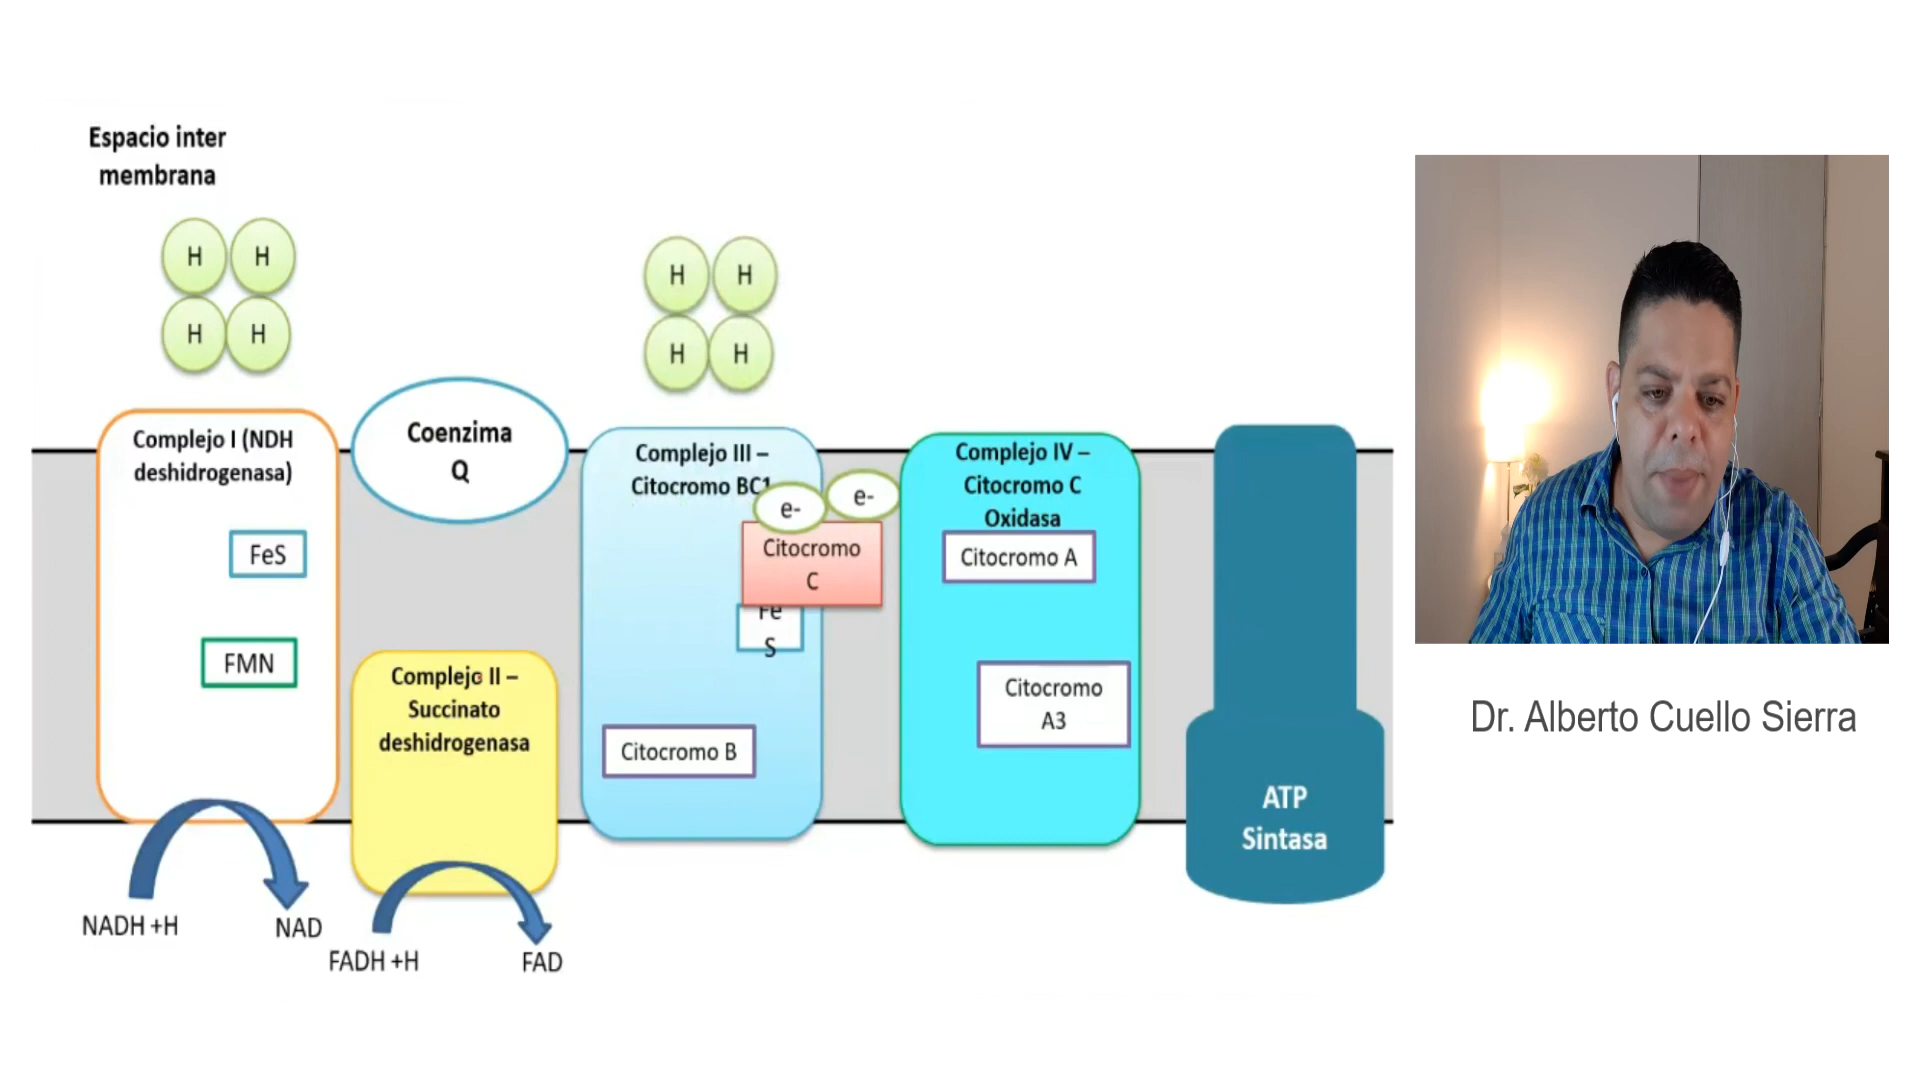 Espacio inter
membrana
H H
H H
H H
H H
Complejo I (NDH
deshidrogenasa)
FeS
FMN
NADH +H
NAD
Coenzima
Q
Complejo II –
Succinato
deshidrogenasa
FADH +H
FAD
Complejo III –
Citocromo BC1
e-
e-
Citocromo
C
Fe
S
Citocromo B
Complejo IV –
Citocromo C
Oxidasa
Citocromo A
Citocromo
A3
ATP
Sintasa
Dr. Alberto Cuello Sierra